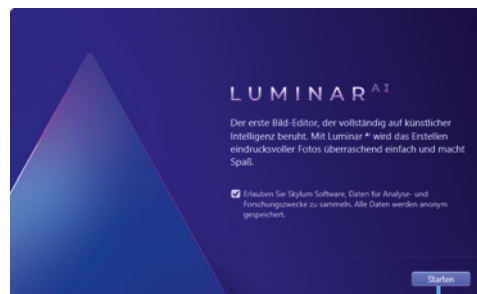 LUMINAR AI
Der erste Bild-Editor, der vollständig auf künstlicher
Intelligenz beruht. Mit Luminar AI wird das Erstellen
eindrucksvoller Fotos überraschend einfach und macht
Spaß.
Erlauben Sie Skylum Software, Daten für Analyse- und
Forschungszwecke zu sammeln. Alle Daten werden anonym
gespeichert.
Starten